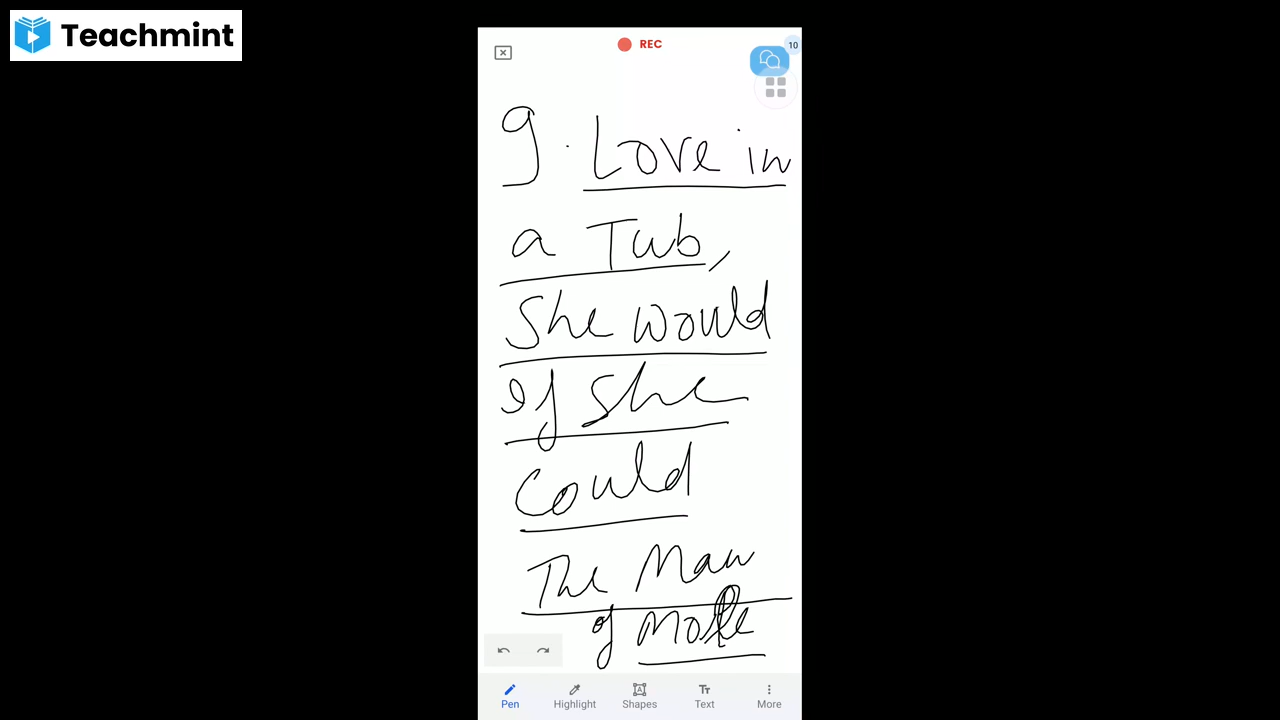 Teachmint
REC
10
9. Love in
a Tub,
She would
If She
Could
The Man
of Mode
Pen
Highlight
Shapes
Text
More